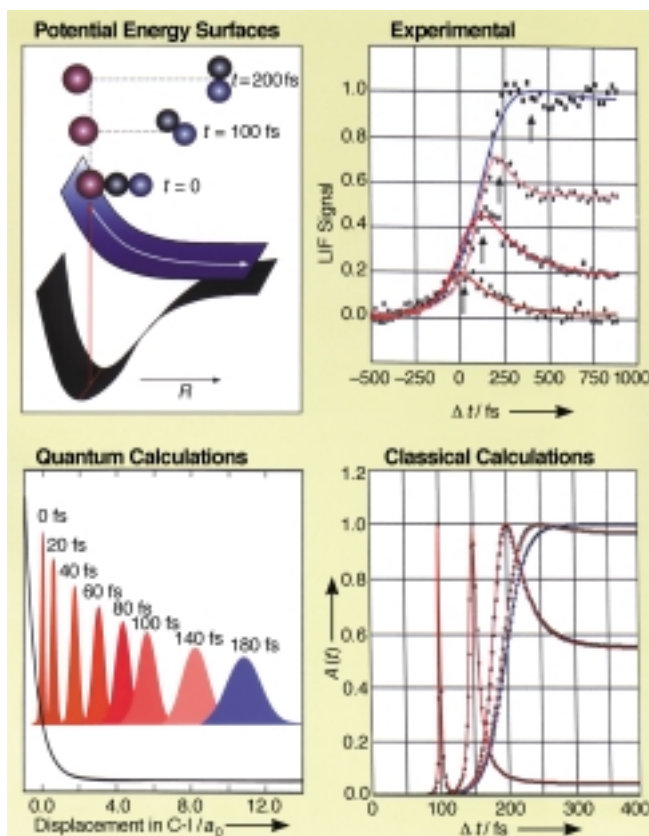 Potential Energy Surfaces
t = 200 fs
t = 100 fs
t = 0
R
Experimental
LIF Signal
1.0
0.8
0.6
0.4
0.2
0.0
−500 −250 0 250 500 750 1000
Δt / fs
Quantum Calculations
0 fs
20 fs
40 fs
60 fs
80 fs
100 fs
140 fs
180 fs
0.0 4.0 8.0 12.0
Displacement in C-I / a₀
Classical Calculations
A(t)
1.2
1.0
0.8
0.6
0.4
0.2
0.0
0 100 200 300 400
Δt / fs